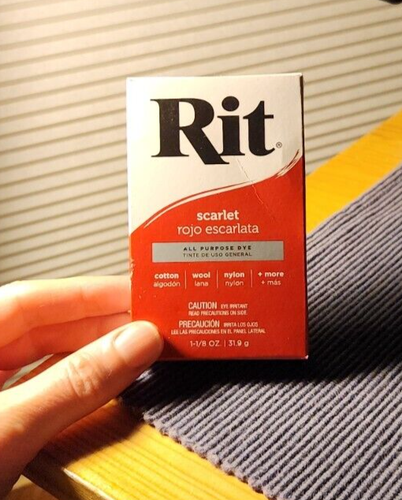 Rit®
scarlet
rojo escarlata
ALL PURPOSE DYE
TINTE DE USO GENERAL
cotton wool nylon + more
algodón lana nylón + más
CAUTION EYE IRRITANT
READ PRECAUTIONS ON SIDE
PRECAUCIÓN IRRITA LOS OJOS
LEE LAS PRECAUCIONES EN EL PANEL LATERAL
1-1/8 OZ. | 31.9 g